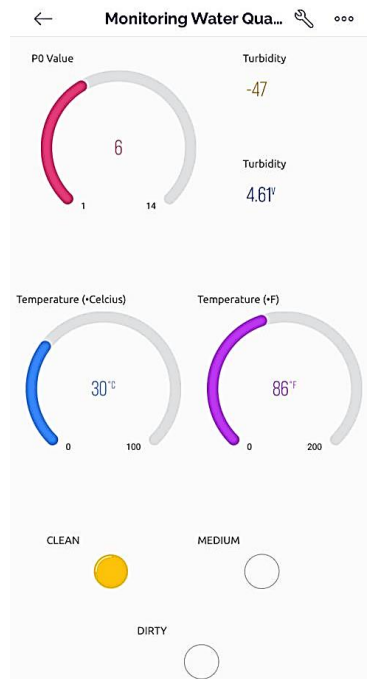 Monitoring Water Qua...
P0 Value
6
1 14
Turbidity
-47
Turbidity
4.61V
Temperature (•Celcius)
30°C
0 100
Temperature (•F)
86°F
0 200
CLEAN
MEDIUM
DIRTY